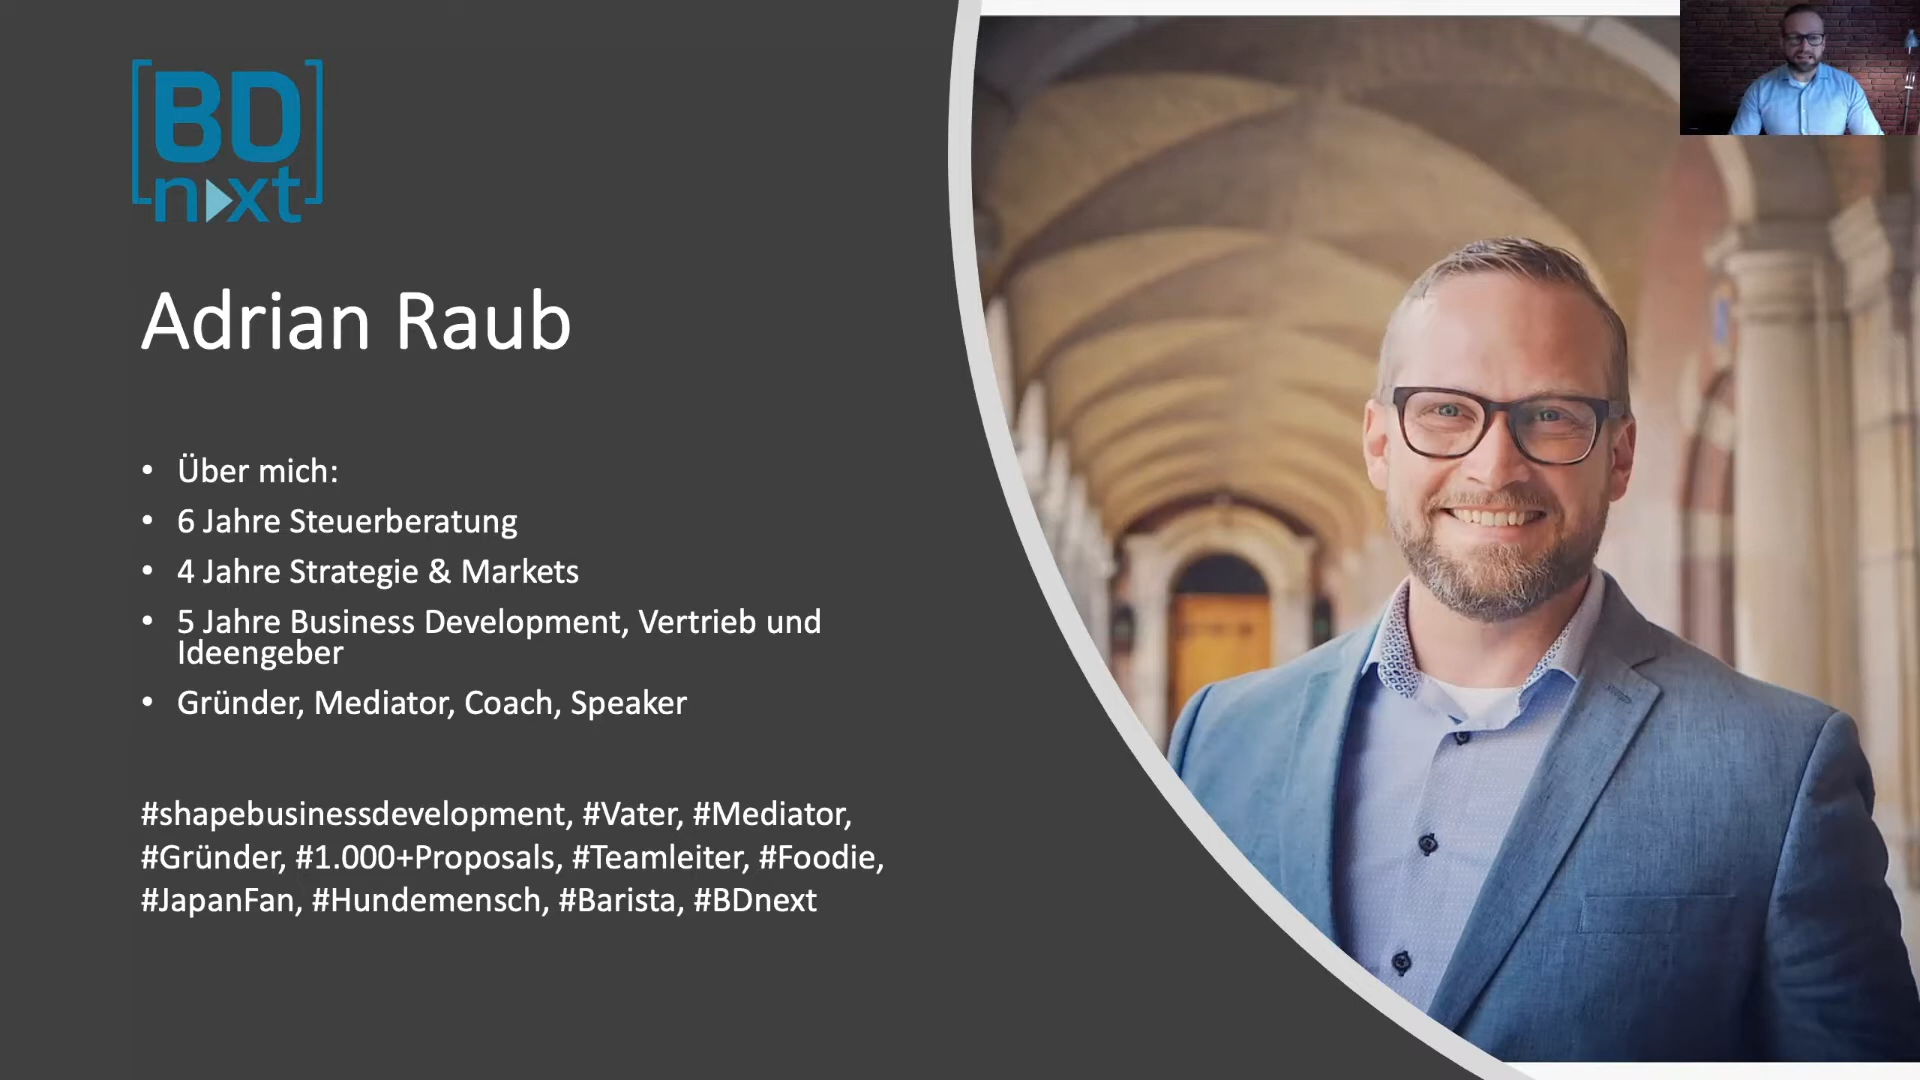 BD
next
Adrian Raub
• Über mich:
• 6 Jahre Steuerberatung
• 4 Jahre Strategie & Markets
• 5 Jahre Business Development, Vertrieb und
Ideengeber
• Gründer, Mediator, Coach, Speaker
#shapebusinessdevelopment, #Vater, #Mediator,
#Gründer, #1.000+Proposals, #Teamleiter, #Foodie,
#JapanFan, #Hundemensch, #Barista, #BDnext